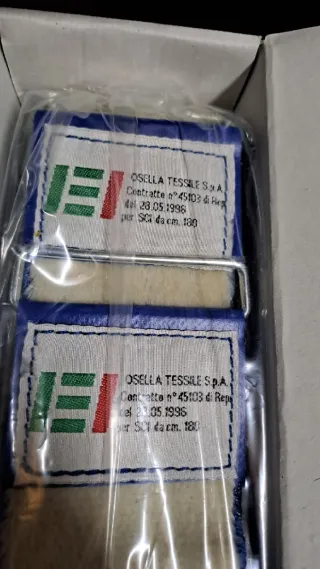 OSELLA TESSILE S.p.A.
Contratto n°45103 di Rep.
del 28.05.1996
per SCI da cm. 180
OSELLA TESSILE S.p.A.
Contratto n°45103 di Rep.
del 28.05.1996
per SCI da cm. 180